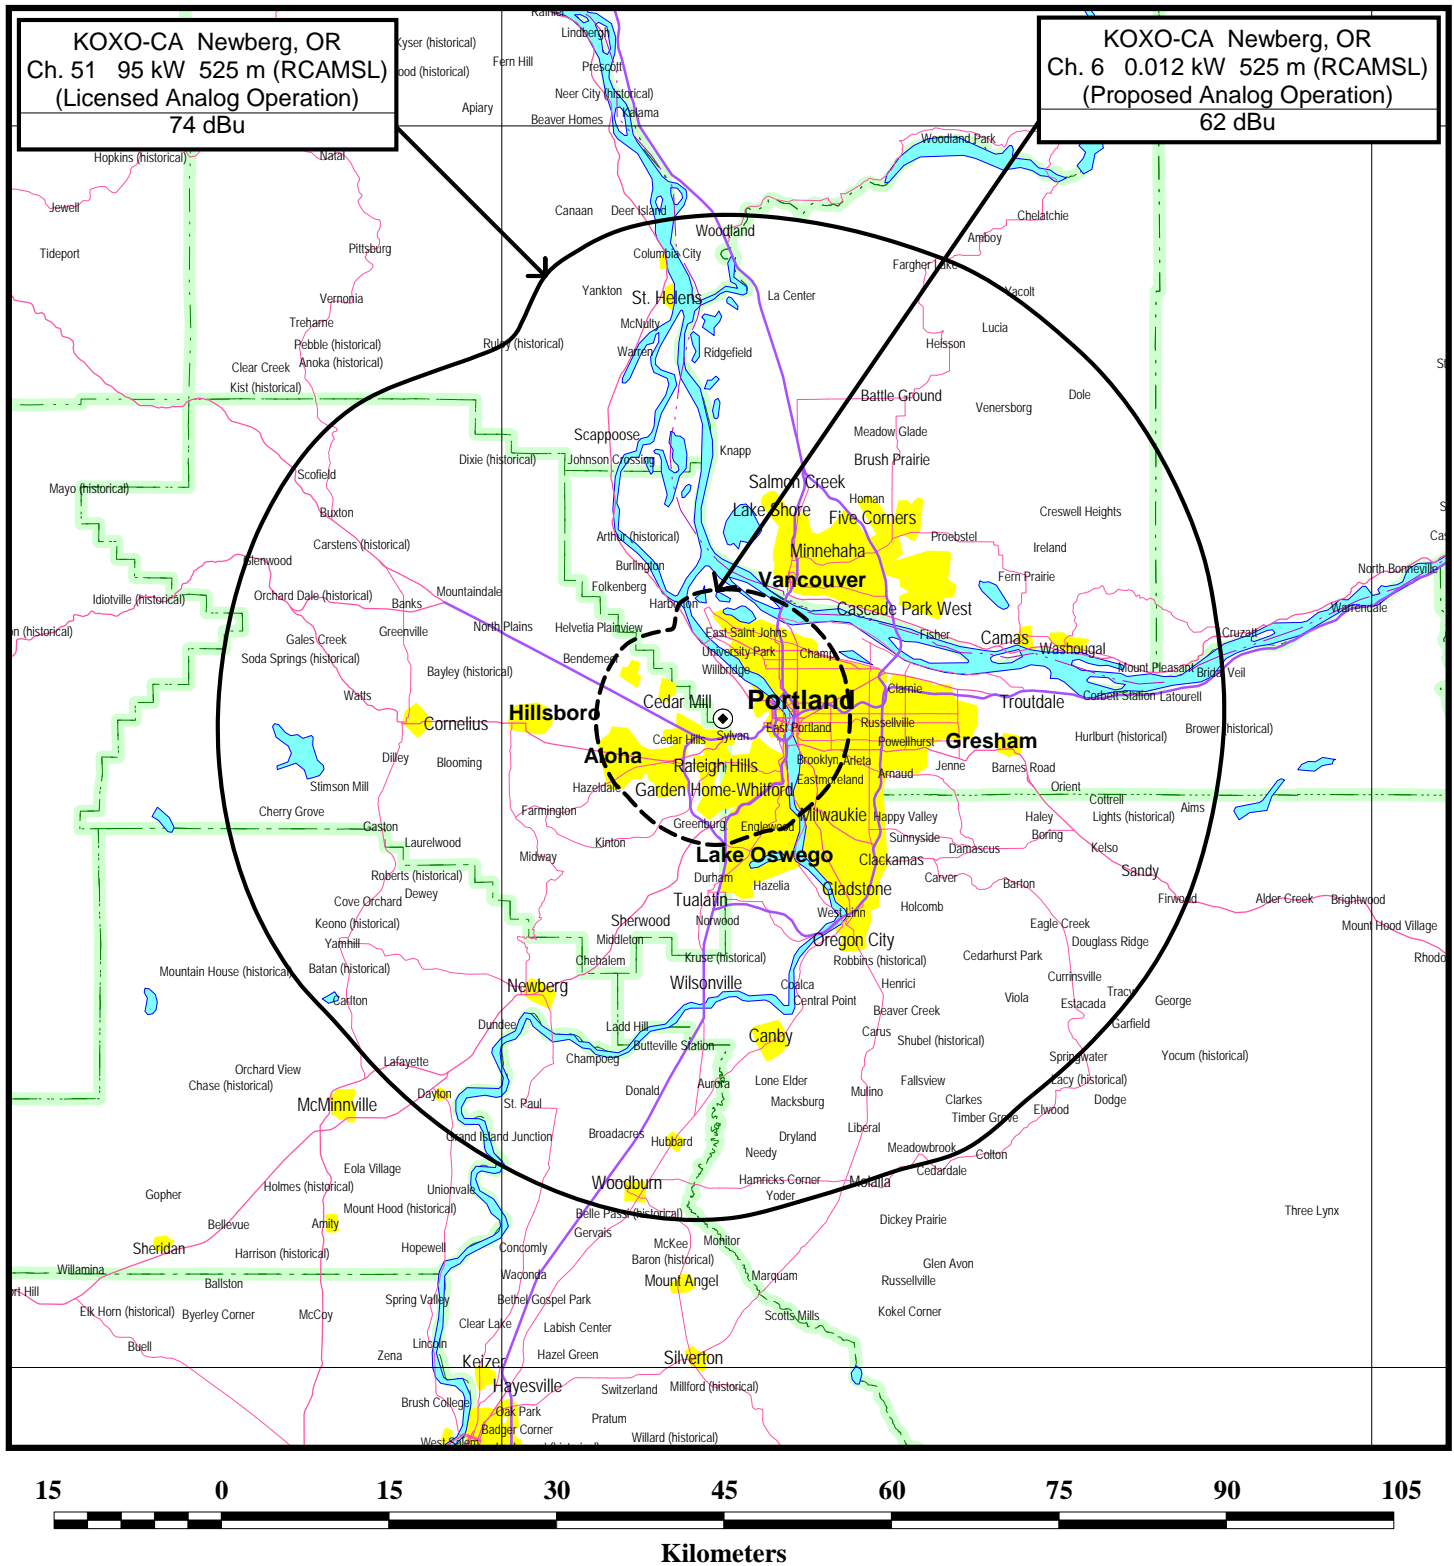 KOXO-CA Newberg, OR
Ch. 51 95 kW 525 m (RCAMSL)
(Licensed Analog Operation)
74 dBu
KOXO-CA Newberg, OR
Ch. 6 0.012 kW 525 m (RCAMSL)
(Proposed Analog Operation)
62 dBu
Rainier
Lindbergh
Kyser (historical)
Fern Hill
Prescott
Neer City (historical)
Apiary
Beaver Homes
Kalama
Woodland Park
Hopkins (historical)
Natal
Jewell
Canaan
Deer Island
Chelatchie
Woodland
Amboy
Tideport
Pittsburg
Columbia City
Fargher Lake
Yankton
St. Helens
La Center
Yacolt
Vernonia
Treharne
McNulty
Lucia
Pebble (historical)
Ruley (historical)
Heisson
Warren
Ridgefield
Anoka (historical)
Clear Creek
Kist (historical)
Battle Ground
Dole
Venersborg
Scappoose
Meadow Glade
Knapp
Dixie (historical)
Johnson Crossing
Brush Prairie
Scofield
Salmon Creek
Mayo (historical)
Homan
Lake Shore
Five Corners
Creswell Heights
Buxton
Arthur (historical)
Proebstel
Carstens (historical)
Minnehaha
Ireland
Glenwood
Burlington
Vancouver
Fern Prairie
North Bonneville
Folkenberg
Mountaindale
Idiotville (historical)
Orchard Dale (historical)
Banks
Harborton
Cascade Park West
Warrendale
Greenville
North Plains
Helvetia
Plainview
East Saint Johns
Fisher
Camas
Cruzatt
Gales Creek
University Park
Champ
Washougal
Soda Springs (historical)
Bendemeer
Willbridge
Mount Pleasant
Bridal Veil
Bayley (historical)
Watts
Cedar Mill
Portland
Clarnie
Troutdale
Corbett Station
Latourell
Hillsboro
Cornelius
East Portland
Russellville
Brower (historical)
Sylvan
Cedar Hills
Powellhurst
Gresham
Hurlburt (historical)
Dilley
Aloha
Blooming
Raleigh Hills
Brooklyn
Arleta
Jenne
Barnes Road
Arnaud
Eastmoreland
Stimson Mill
Hazeldale
Garden Home-Whitford
Orient
Cottrell
Cherry Grove
Farmington
Milwaukie
Happy Valley
Haley
Lights (historical)
Aims
Gaston
Greenburg
Englewood
Boring
Laurelwood
Kinton
Sunnyside
Damascus
Kelso
Midway
Lake Oswego
Clackamas
Sandy
Roberts (historical)
Durham
Hazelia
Carver
Barton
Dewey
Gladstone
Cove Orchard
Tualatin
Firwood
Alder Creek
Brightwood
Holcomb
West Linn
Keono (historical)
Sherwood
Norwood
Eagle Creek
Mount Hood Village
Yamhill
Middleton
Oregon City
Douglass Ridge
Kruse (historical)
Cedarhurst Park
Chehalem
Robbins (historical)
Batan (historical)
Mountain House (historical)
Currinsville
Newberg
Wilsonville
Coalca
Henrici
Tracy
Carlton
Central Point
Viola
Estacada
George
Beaver Creek
Dundee
Ladd Hill
Garfield
Canby
Carus
Butteville Station
Shubel (historical)
Lafayette
Champoeg
Springwater
Yocum (historical)
Orchard View
Chase (historical)
Aurora
Lone Elder
Fallsview
Lacy (historical)
Donald
Mulino
McMinnville
Dayton
St. Paul
Macksburg
Clarkes
Dodge
Elwood
Timber Grove
Broadacres
Liberal
Grand Island Junction
Hubbard
Dryland
Needy
Meadowbrook
Colton
Eola Village
Cedardale
Woodburn
Hamricks Corner
Molalla
Holmes (historical)
Unionvale
Gopher
Yoder
Mount Hood (historical)
Belle Passi (historical)
Three Lynx
Bellevue
Amity
Dickey Prairie
Gervais
Sheridan
Harrison (historical)
Hopewell
Concomly
McKee
Monitor
Baron (historical)
Glen Avon
Willamina
Waconda
Marquam
Ballston
Mount Angel
Russellville
Spring Valley
Bethel Gospel Park
Elk Horn (historical)
Byerley Corner
McCoy
Scotts Mills
Kokel Corner
Clear Lake
Labish Center
Buell
Lincoln
Zena
Hazel Green
Keizer
Silverton
Hayesville
Switzerland
Millford (historical)
Brush College
Oak Park
Pratum
Badger Corner
Willard (historical)
West Salem
15 0 15 30 45 60 75 90 105
Kilometers